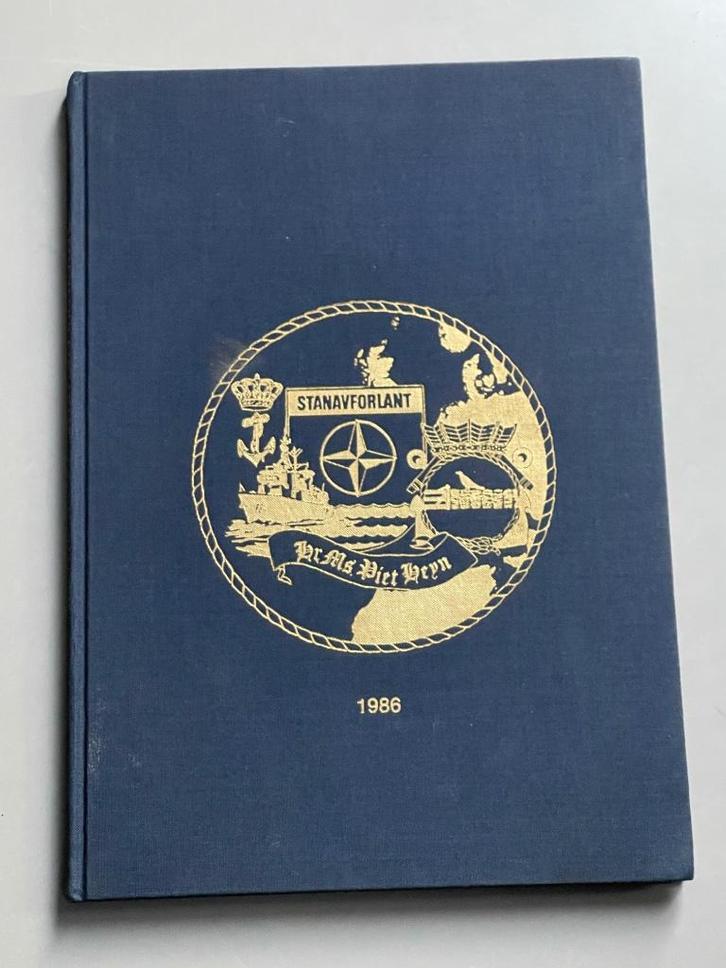 STANAVFORLANT
Hr. Ms. Piet Heyn
1986